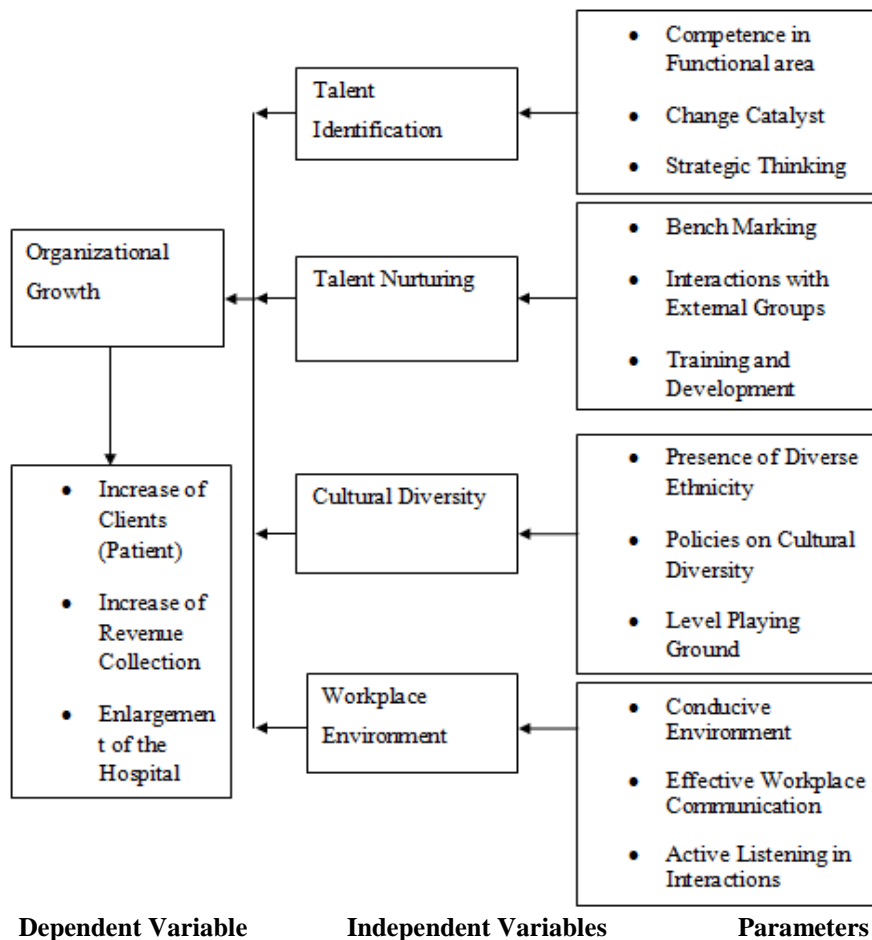 Organizational
Growth
● Increase of
Clients
(Patient)
● Increase of
Revenue
Collection
● Enlargemen
t of the
Hospital
Talent
Identification
Talent Nurturing
Cultural Diversity
Workplace
Environment
● Competence in
Functional area
● Change Catalyst
● Strategic Thinking
● Bench Marking
● Interactions with
External Groups
● Training and
Development
● Presence of Diverse
Ethnicity
● Policies on Cultural
Diversity
● Level Playing
Ground
● Conducive
Environment
● Effective Workplace
Communication
● Active Listening in
Interactions
Dependent Variable
Independent Variables
Parameters